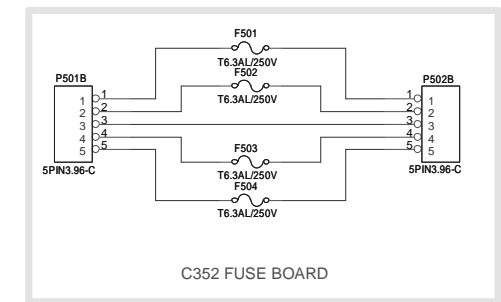 F501
T6.3AL/250V
P501B
F502
P502B
T6.3AL/250V
1 1 1 1
2 2 2 2
3 3 3 3
4 4 4 4
5 5 5 5
F503
5PIN3.96-C
5PIN3.96-C
T6.3AL/250V
F504
T6.3AL/250V
C352 FUSE BOARD